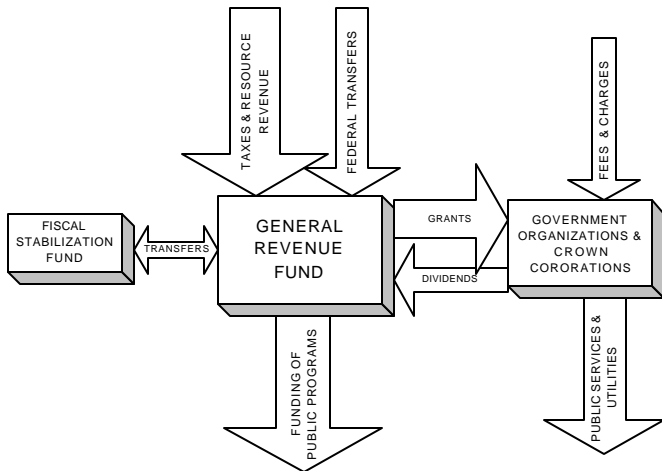 TAXES & RESOURCE
REVENUE
FEDERAL TRANSFERS
FEES & CHARGES
FISCAL
STABILIZATION
FUND
TRANSFERS
GENERAL
REVENUE
FUND
GRANTS
DIVIDENDS
GOVERNMENT
ORGANIZATIONS &
CROWN
CORORATIONS
FUNDING OF
PUBLIC PROGRAMS
PUBLIC SERVICES &
UTILITIES